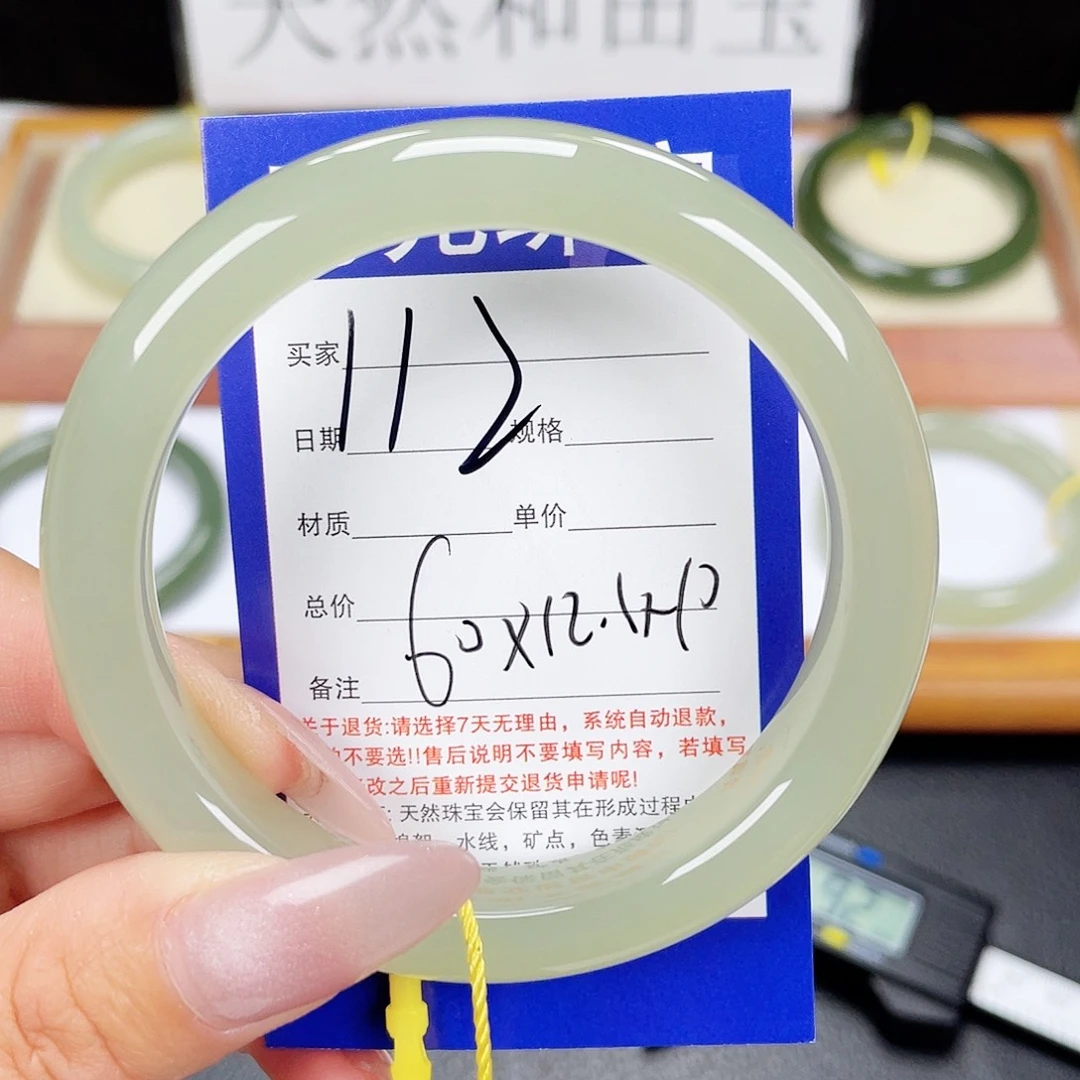 天然和田玉
112
买家
日期 规格
材质 单价
总价
60X12.1
备注
关于退货:请选择7天无理由，系统自动退款，
不要选!!售后说明不要填写内容，若填写
改之后重新提交退货申请呢!
天然珠宝会保留其在形成过程
水线，矿点，色素